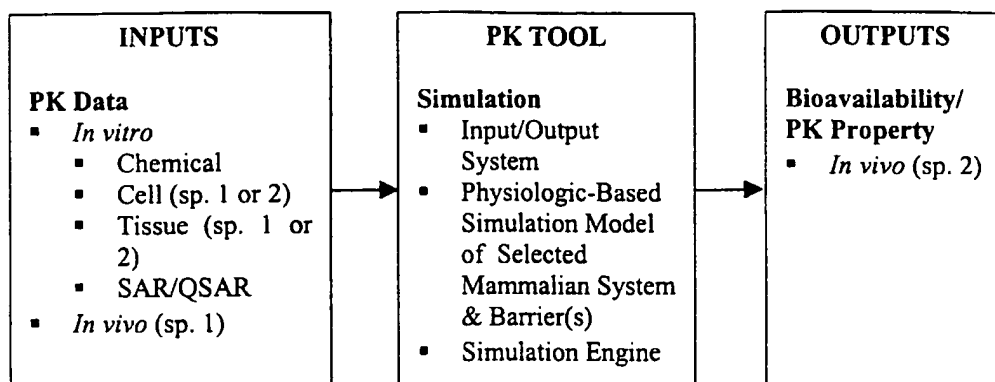 INPUTS
PK Data
▪ In vitro
▪ Chemical
▪ Cell (sp. 1 or 2)
▪ Tissue (sp. 1 or
2)
▪ SAR/QSAR
▪ In vivo (sp. 1)
PK TOOL
Simulation
▪ Input/Output
System
▪ Physiologic-Based
Simulation Model
of Selected
Mammalian System
& Barrier(s)
▪ Simulation Engine
OUTPUTS
Bioavailability/
PK Property
▪ In vivo (sp. 2)